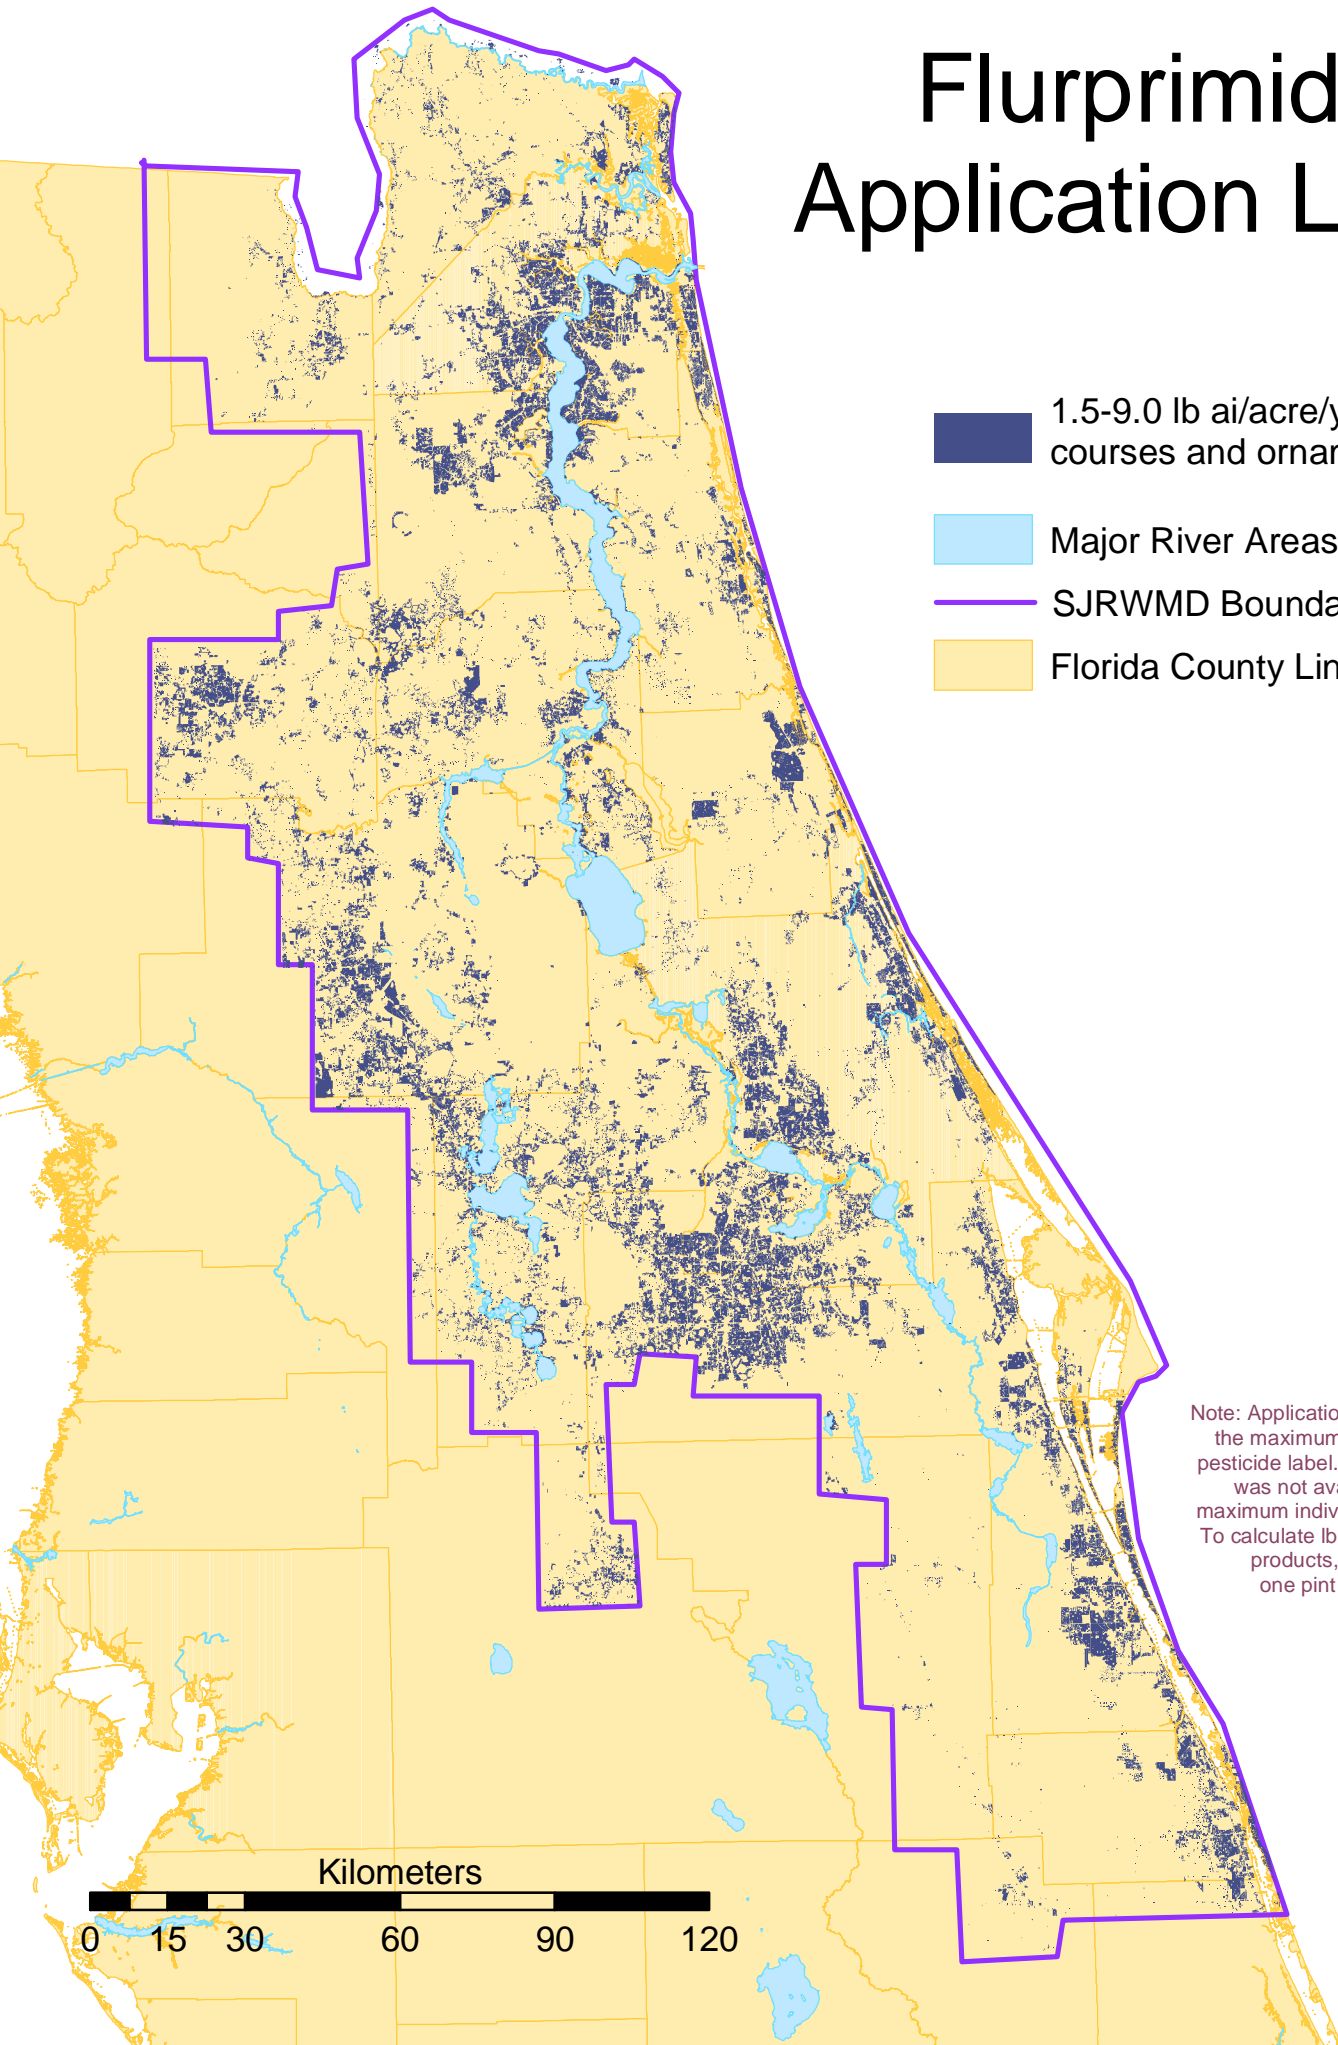 Flurprimid
Application L
1.5-9.0 lb ai/acre/y
courses and ornar
Major River Areas
SJRWMD Bounda
Florida County Lin
Note: Applicatio
the maximum
pesticide label.
was not ava
maximum indiv
To calculate lb
products,
one pint
Kilometers
0 15 30 60 90 120